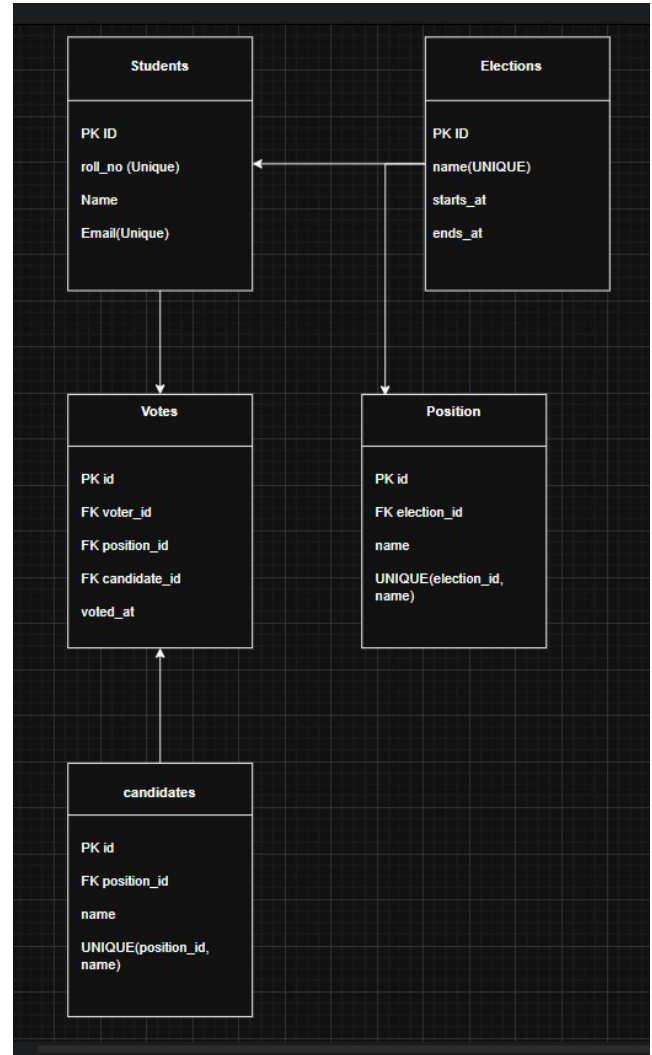 Students
PK ID
roll_no (Unique)
Name
Email(Unique)
Elections
PK ID
name(UNIQUE)
starts_at
ends_at
Votes
PK id
FK voter_id
FK position_id
FK candidate_id
voted_at
Position
PK id
FK election_id
name
UNIQUE(election_id,
name)
candidates
PK id
FK position_id
name
UNIQUE(position_id,
name)